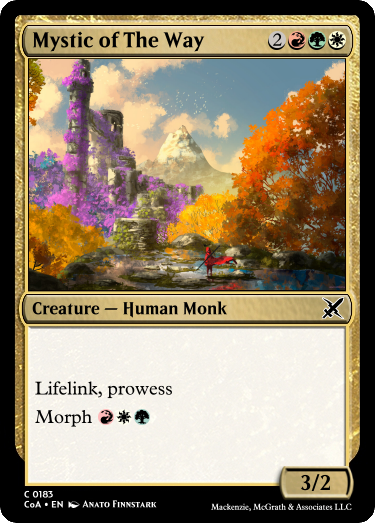 Mystic of The Way 2
Creature — Human Monk
Lifelink, prowess
Morph
3/2
C 0183
CoA • EN Anato Finnstark
Mackenzie, McGrath & Associates LLC